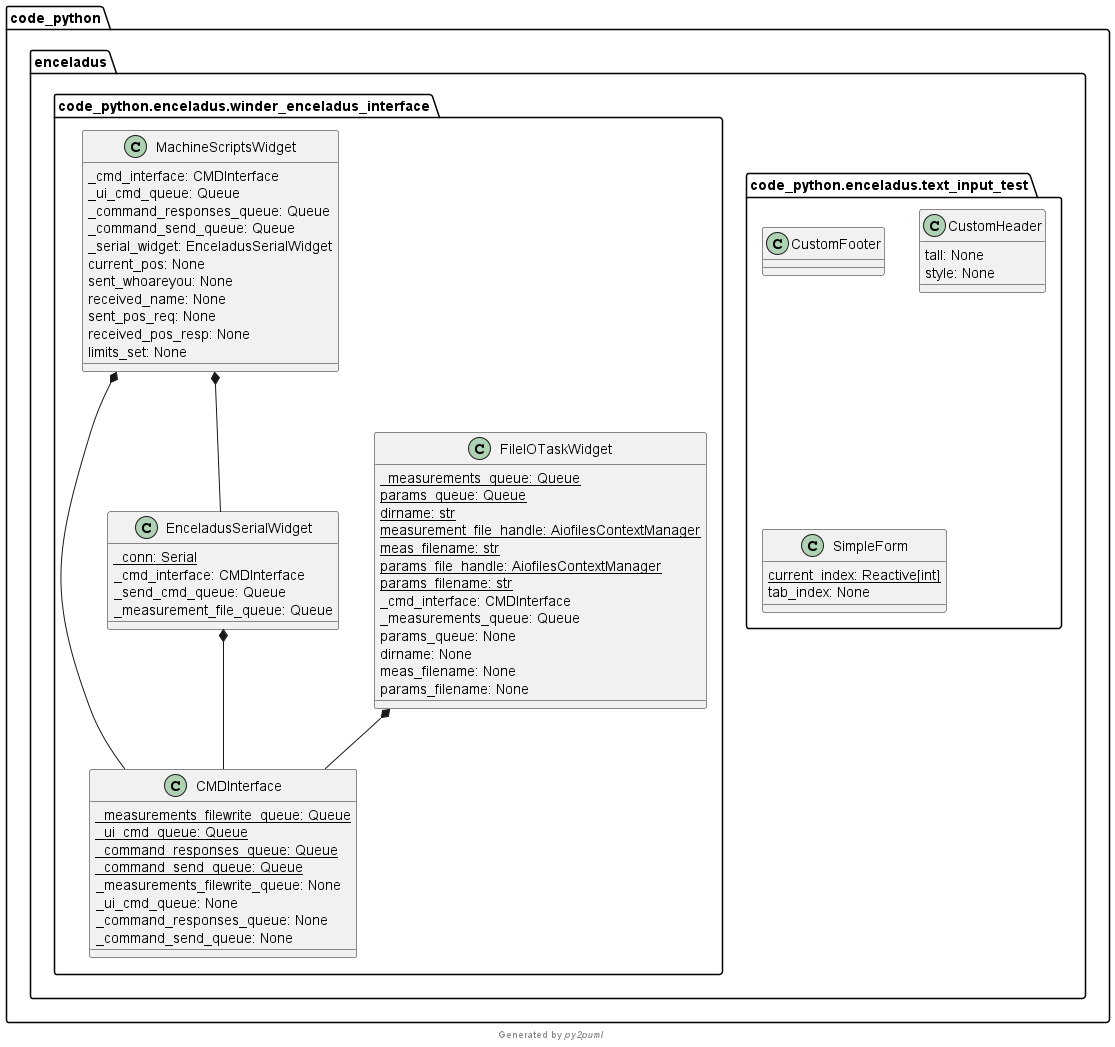 code_python
enceladus
code_python.enceladus.winder_enceladus_interface
C MachineScriptsWidget
_cmd_interface: CMDInterface
_ui_cmd_queue: Queue
_command_responses_queue: Queue
_command_send_queue: Queue
_serial_widget: EnceladusSerialWidget
current_pos: None
sent_whoareyou: None
received_name: None
sent_pos_req: None
received_pos_resp: None
limits_set: None
C EnceladusSerialWidget
_conn: Serial
_cmd_interface: CMDInterface
_send_cmd_queue: Queue
_measurement_file_queue: Queue
C FileIOTaskWidget
_measurements_queue: Queue
params_queue: Queue
dirname: str
measurement_file_handle: AiofilesContextManager
meas_filename: str
params_file_handle: AiofilesContextManager
params_filename: str
_cmd_interface: CMDInterface
_measurements_queue: Queue
params_queue: None
dirname: None
meas_filename: None
params_filename: None
C CMDInterface
_measurements_filewrite_queue: Queue
_ui_cmd_queue: Queue
_command_responses_queue: Queue
_command_send_queue: Queue
_measurements_filewrite_queue: None
_ui_cmd_queue: None
_command_responses_queue: None
_command_send_queue: None
code_python.enceladus.text_input_test
C CustomFooter
C CustomHeader
tall: None
style: None
C SimpleForm
current_index: Reactive[int]
tab_index: None
Generated by py2puml